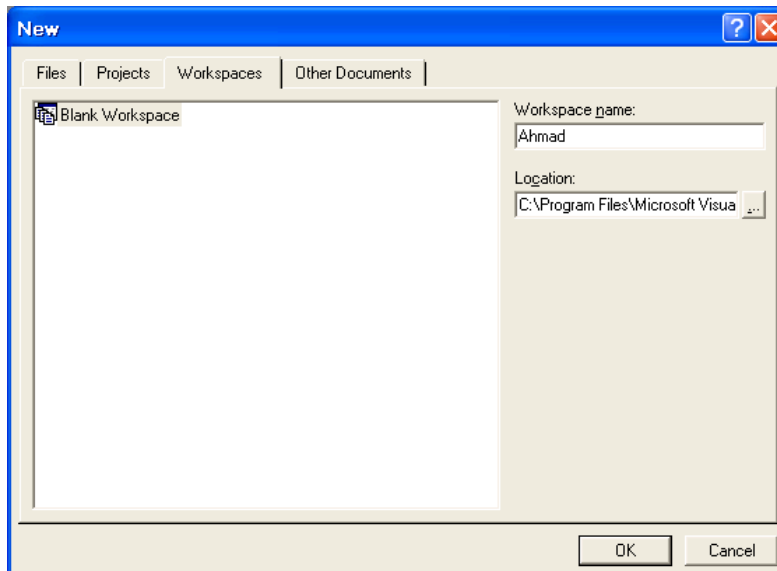 New
Files Projects Workspaces Other Documents
Blank Workspace
Workspace name:
Ahmad
Location:
C:\Program Files\Microsoft Visua ...
OK Cancel